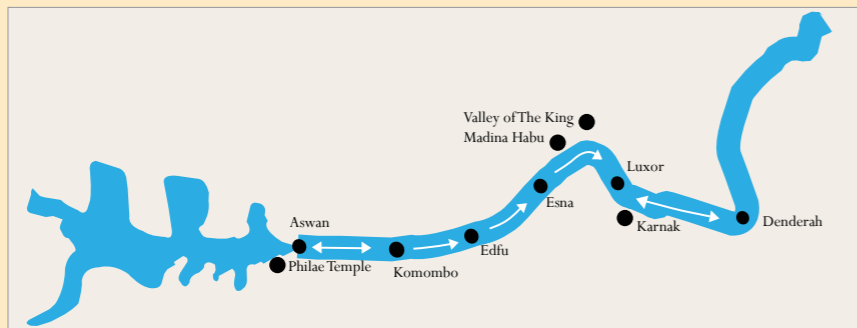 Valley of The King
Madina Habu
Luxor
Esna
Karnak
Denderah
Aswan
Edfu
Philae Temple
Komombo